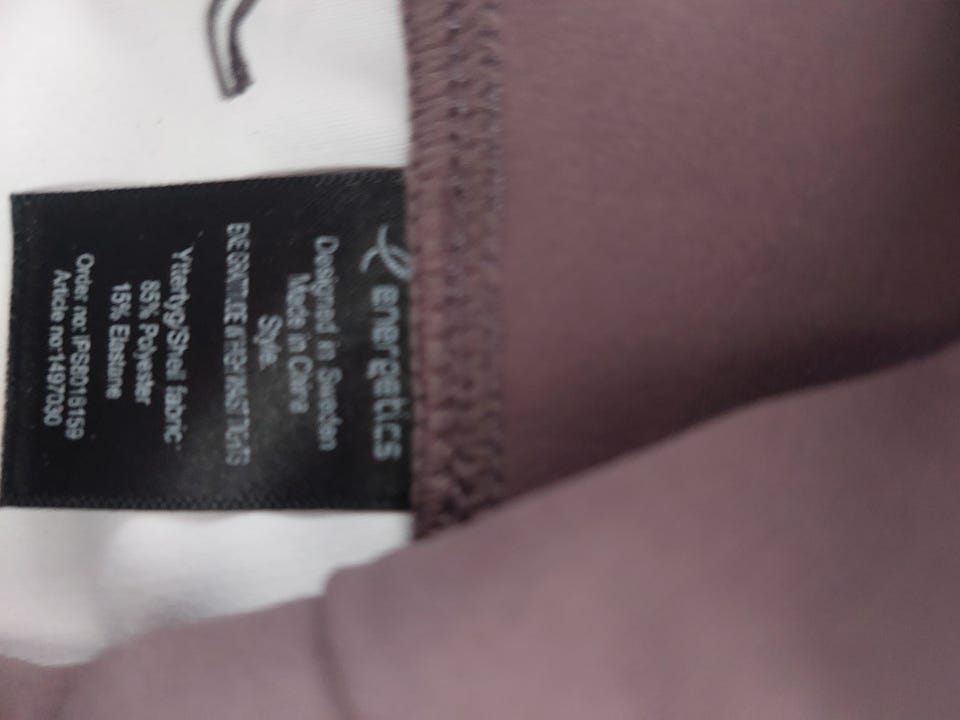 energetics
Designed in Sweden
Made in China
Style:
Yttertyg/Shell fabric
85% Polyester
15% Elastane
Order no: IPS8018159
Article no:1497030